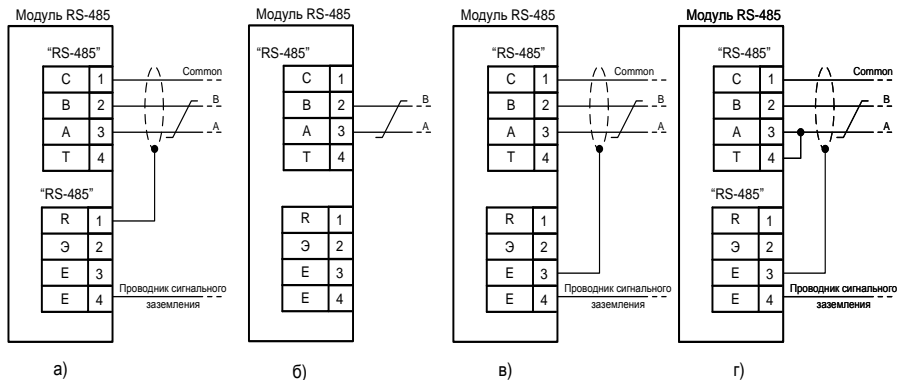 Модуль RS-485
“RS-485”
C 1 Common
B 2 B
A 3 A
T 4
“RS-485”
R 1
Э 2
E 3
E 4 Проводник сигнального
заземления
а)
Модуль RS-485
“RS-485”
C 1
B 2 B
A 3 A
T 4
R 1
Э 2
E 3
E 4
б)
Модуль RS-485
“RS-485”
C 1 Common
B 2 B
A 3 A
T 4
R 1
Э 2
E 3
E 4 Проводник сигнального
заземления
в)
Модуль RS-485
“RS-485”
C 1 Common
B 2 B
A 3 A
T 4
“RS-485”
R 1
Э 2
E 3
E 4 Проводник сигнального
заземления
г)